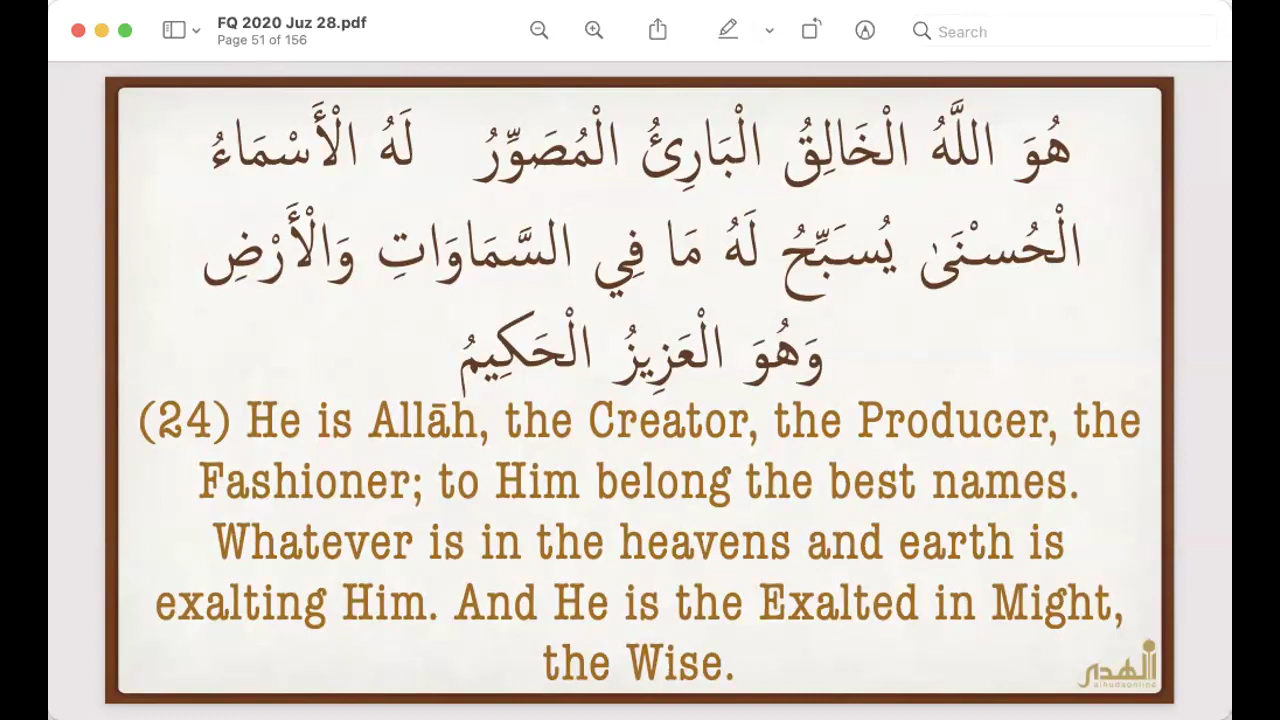 FQ 2020 Juz 28.pdf
Page 51 of 156
Search
هُوَ اللَّهُ الْخَالِقُ الْبَارِئُ الْمُصَوِّرُ لَهُ الْأَسْمَاءُ
الْحُسْنَىٰ يُسَبِّحُ لَهُ مَا فِي السَّمَاوَاتِ وَالْأَرْضِ
وَهُوَ الْعَزِيزُ الْحَكِيمُ
(24) He is Allāh, the Creator, the Producer, the
Fashioner; to Him belong the best names.
Whatever is in the heavens and earth is
exalting Him. And He is the Exalted in Might,
the Wise.
الهدى
alhudaonline